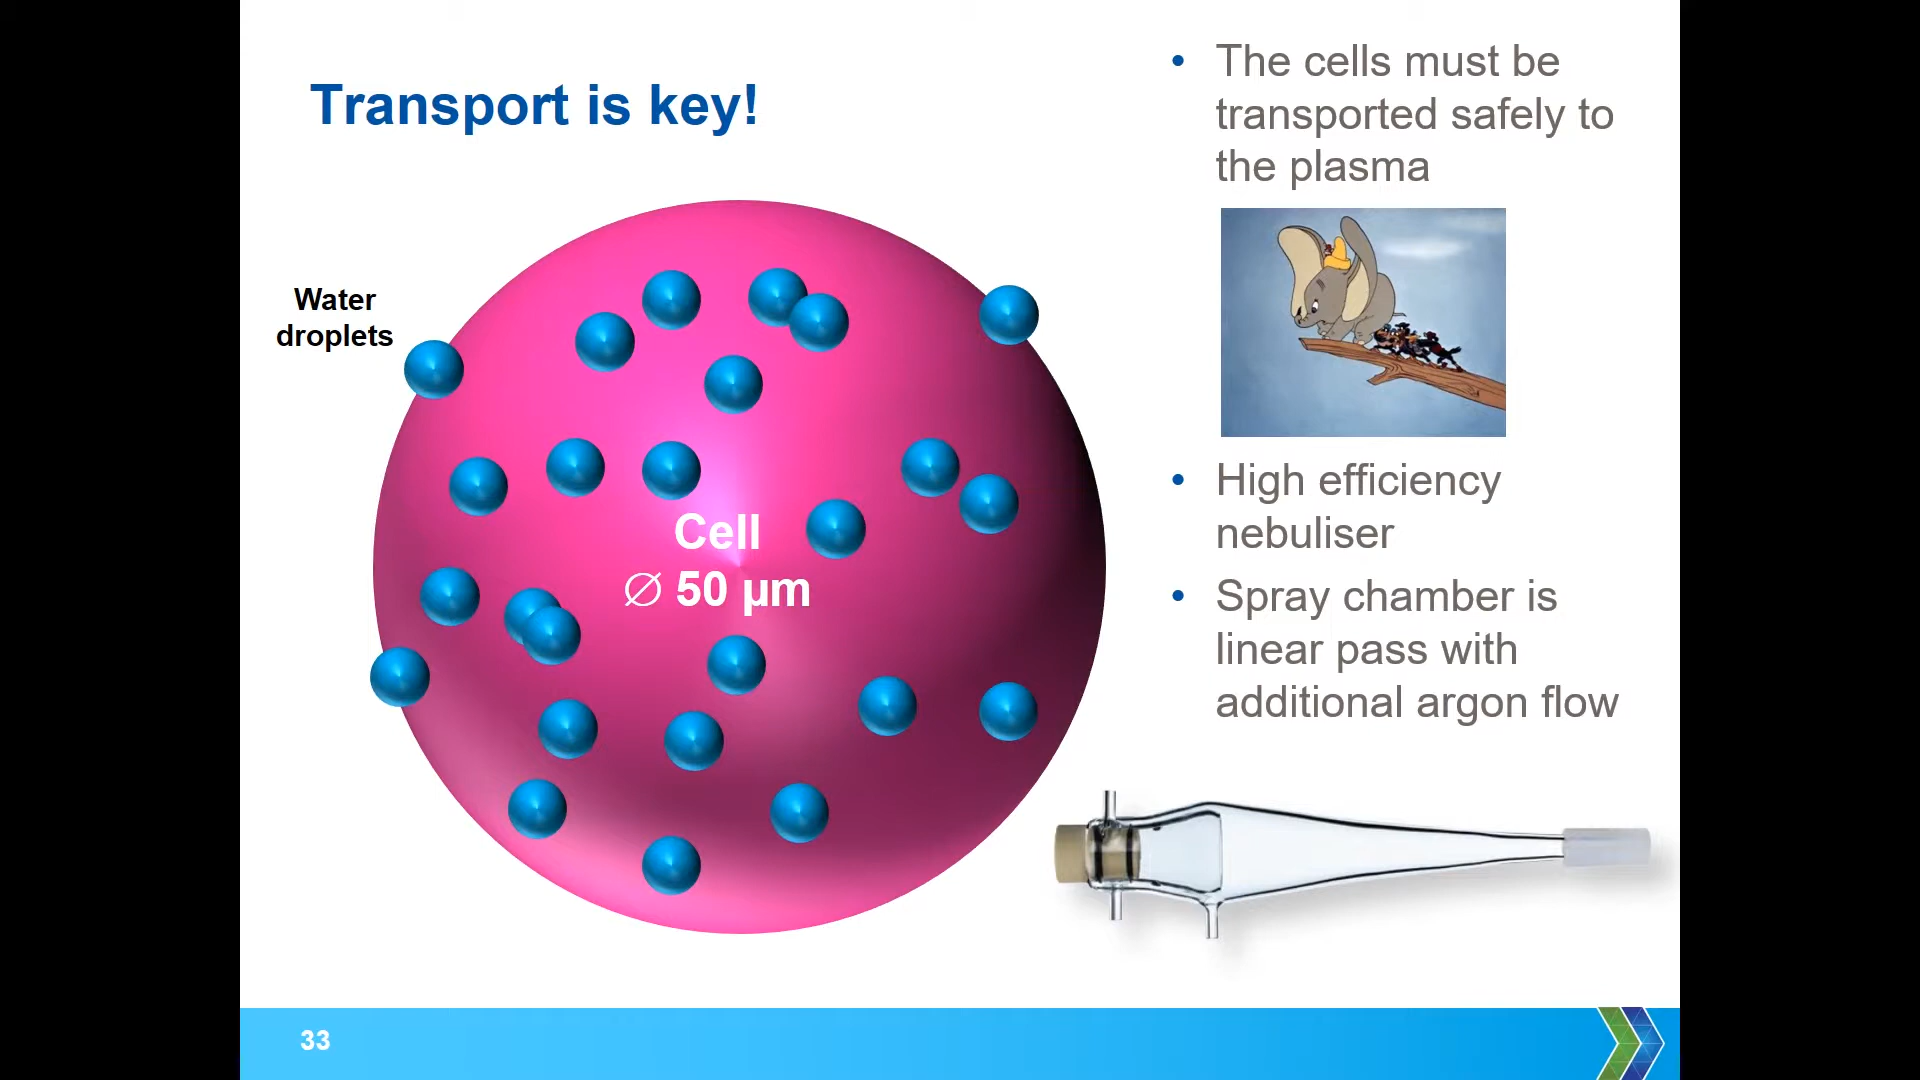 Transport is key!
Water
droplets
Cell
∅ 50 µm
• The cells must be
transported safely to
the plasma
• High efficiency
nebuliser
• Spray chamber is
linear pass with
additional argon flow
33